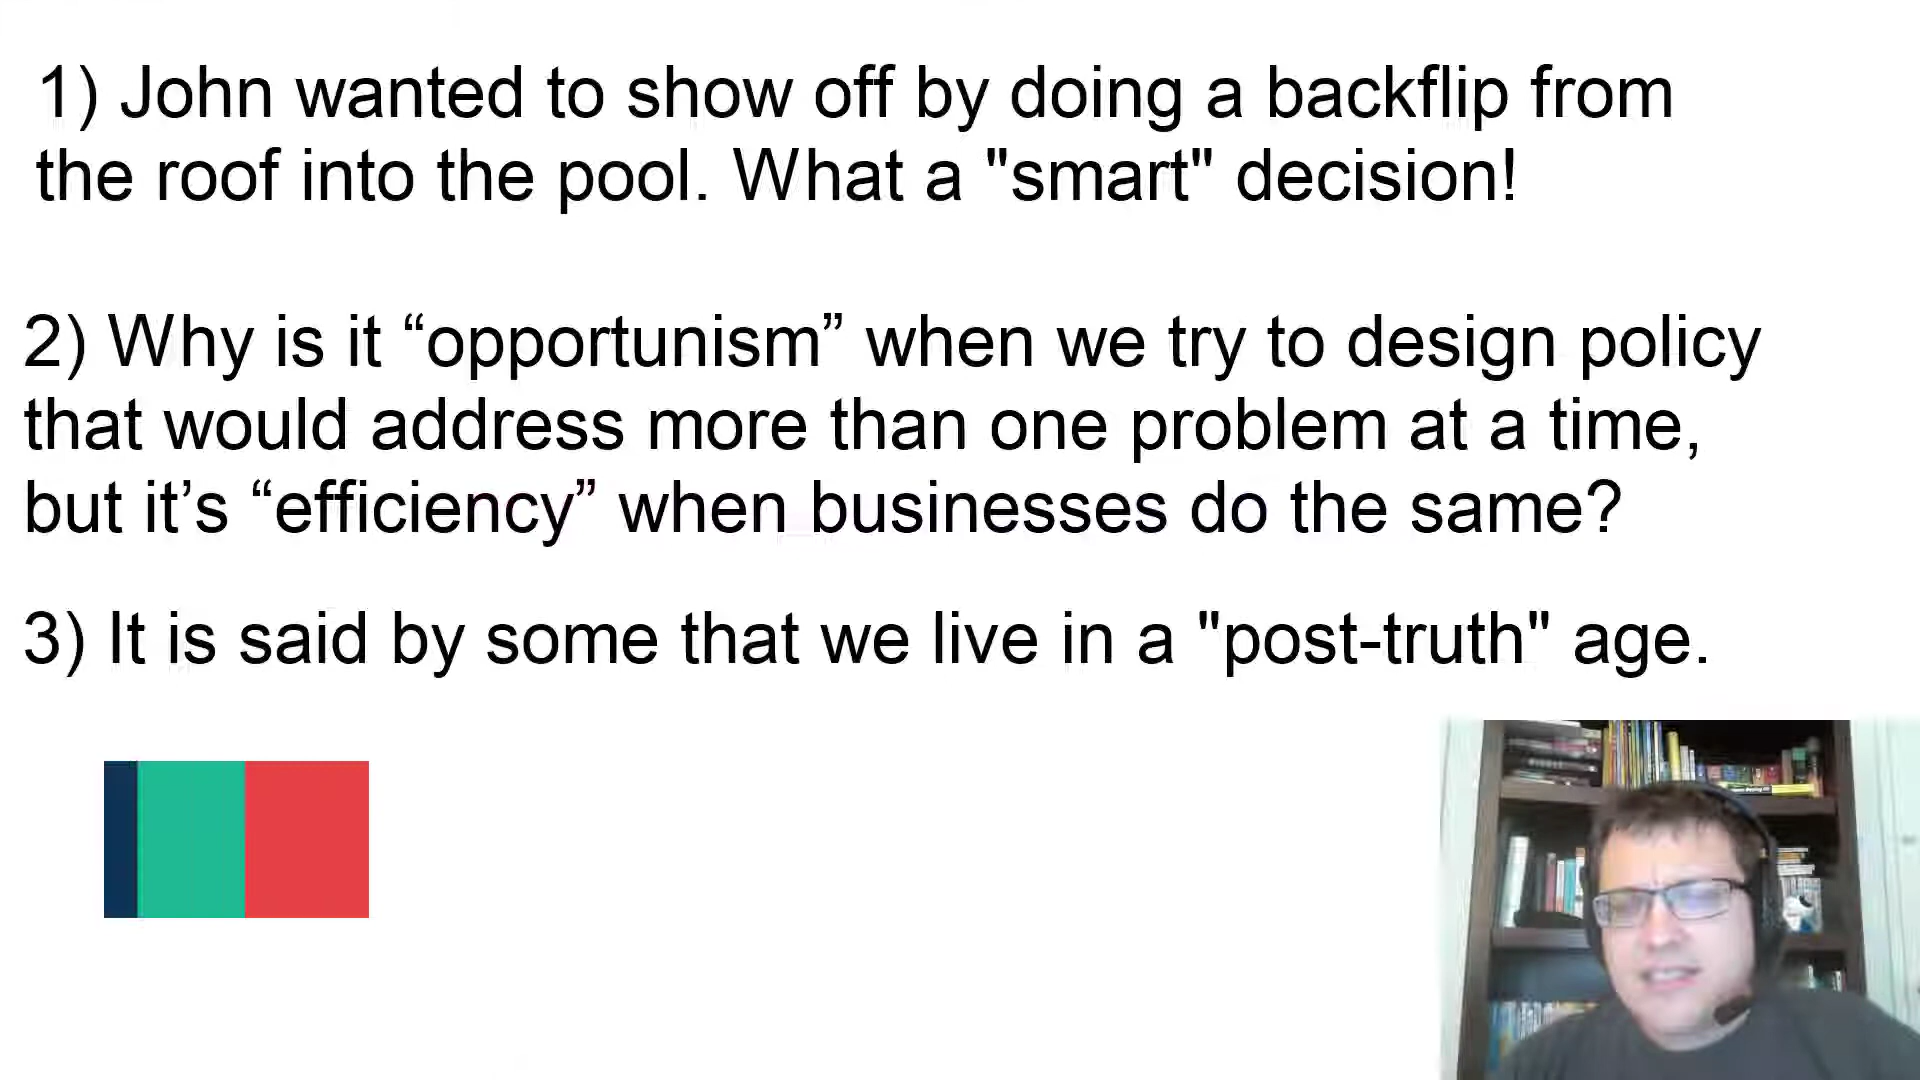 1) John wanted to show off by doing a backflip from
the roof into the pool. What a "smart" decision!
2) Why is it “opportunism” when we try to design policy
that would address more than one problem at a time,
but it’s “efficiency” when businesses do the same?
3) It is said by some that we live in a "post-truth" age.